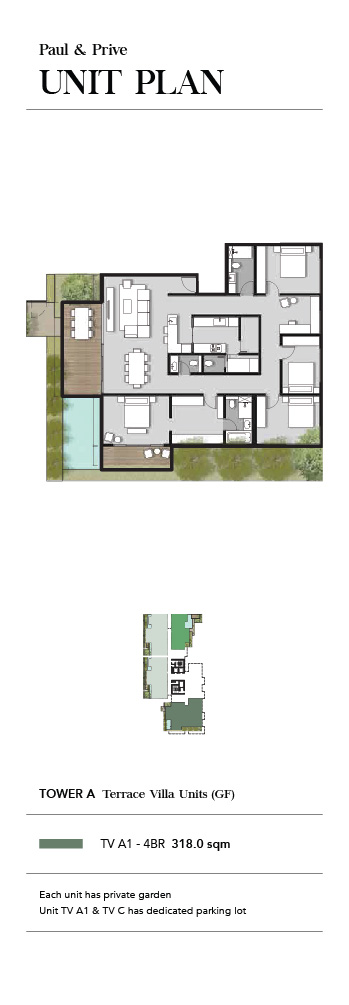 Paul & Prive
UNIT PLAN
TOWER A Terrace Villa Units (GF)
TV A1 - 4BR 318.0 sqm
Each unit has private garden
Unit TV A1 & TV C has dedicated parking lot